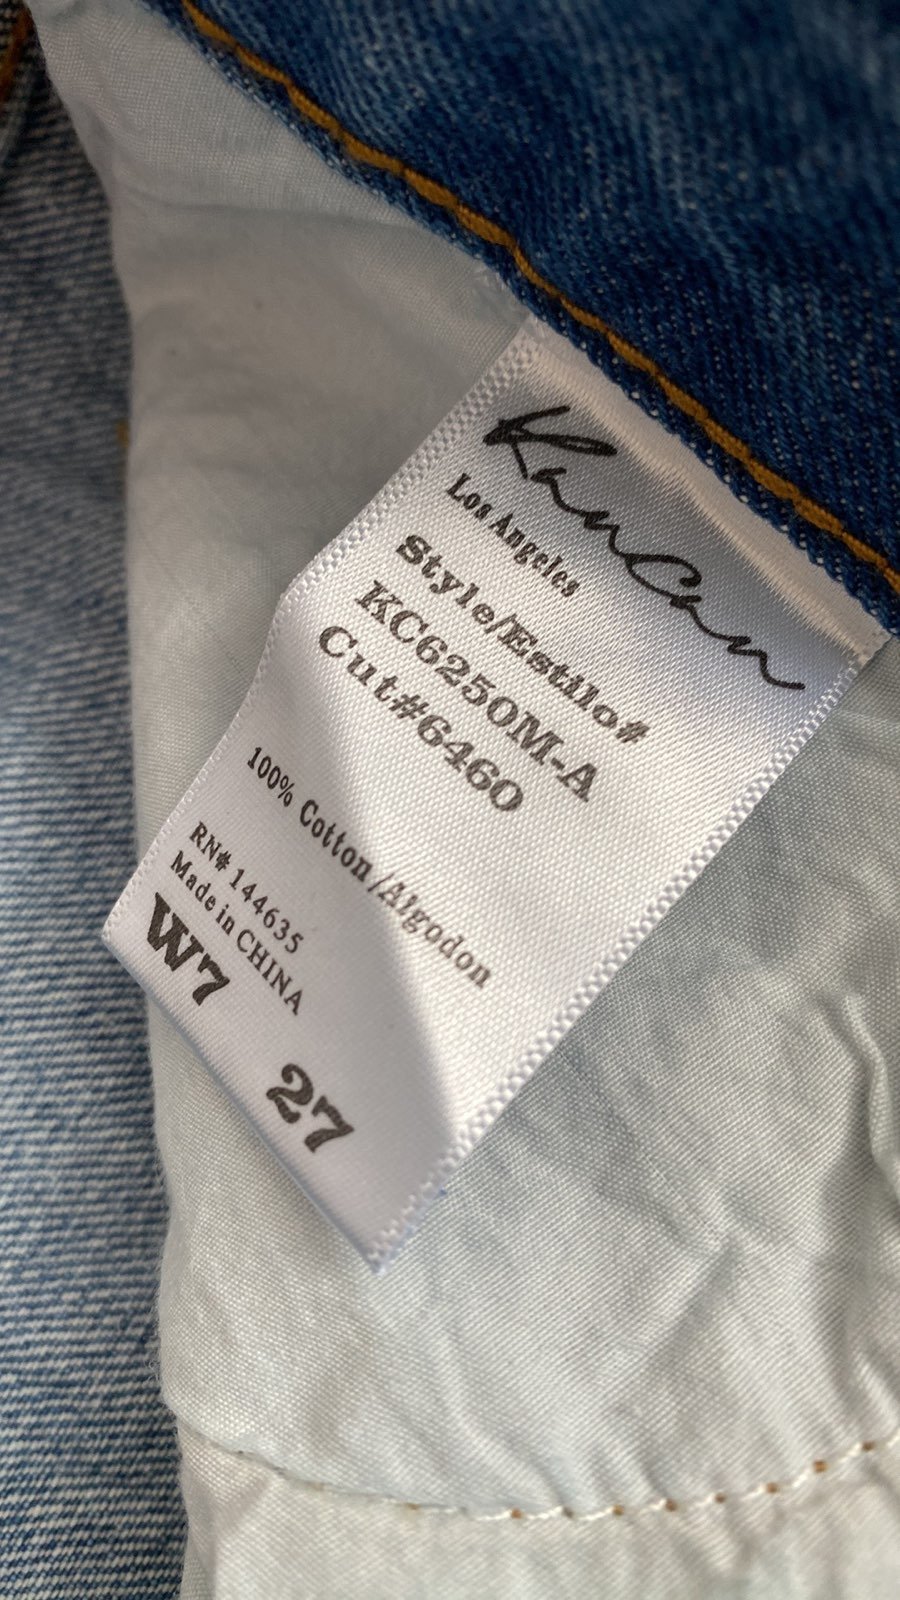 KanCan
Los Angeles
Style/Estilo#
KC6250M-A
Cut#6460
100% Cotton/Algodon
RN# 144635
Made in CHINA
W7
27